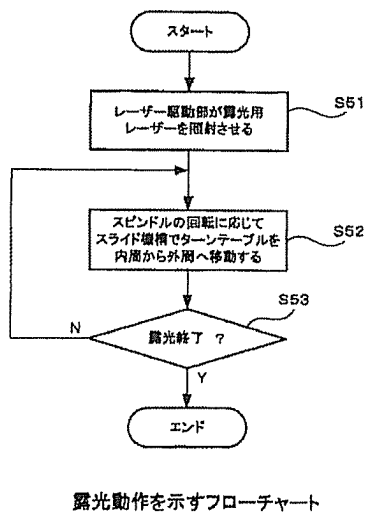 スタート
レーザー駆動部が露光用
レーザーを照射させる
S51
スピンドルの回転に応じて
スライド機構でターンテーブルを
内周から外周へ移動する
S52
露光終了 ?
S53
N
Y
エンド
露光動作を示すフローチャート